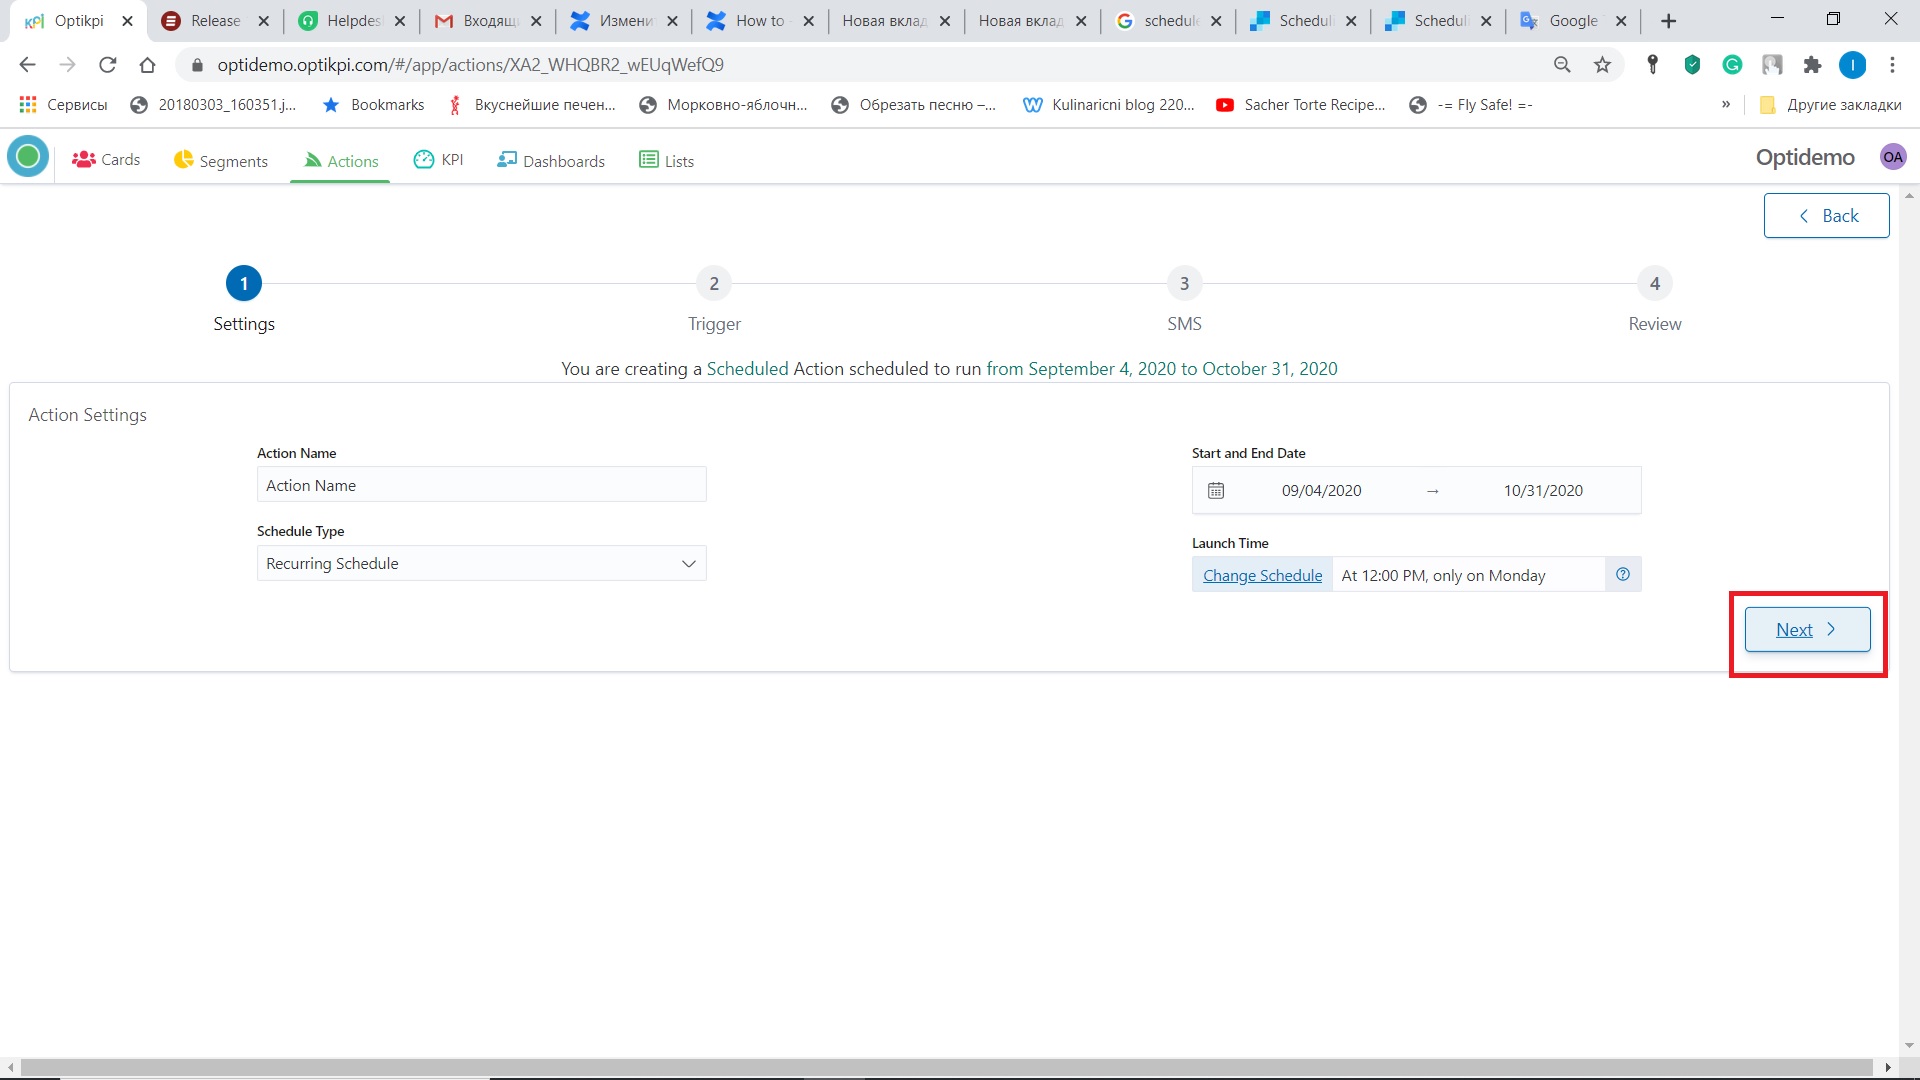 Optikpi
Release
Helpdes
Входящи
Измени
How to
Новая вклад
Новая вклад
schedule
Scheduli
Scheduli
Google
optidemo.optikpi.com/#/app/actions/XA2_WHQBR2_wEUqWefQ9
Сервисы
20180303_160351.j...
Bookmarks
Вкуснейшие печен...
Морковно-яблочн...
Обрезать песню –...
Kulinaricni blog 220...
Sacher Torte Recipe...
-= Fly Safe! =-
»
Другие закладки
Cards
Segments
Actions
KPI
Dashboards
Lists
Optidemo
OA
Back
1
2
3
4
Settings
Trigger
SMS
Review
You are creating a Scheduled Action scheduled to run from September 4, 2020 to October 31, 2020
Action Settings
Action Name
Action Name
Start and End Date
09/04/2020 → 10/31/2020
Schedule Type
Recurring Schedule
Launch Time
Change Schedule
At 12:00 PM, only on Monday
Next